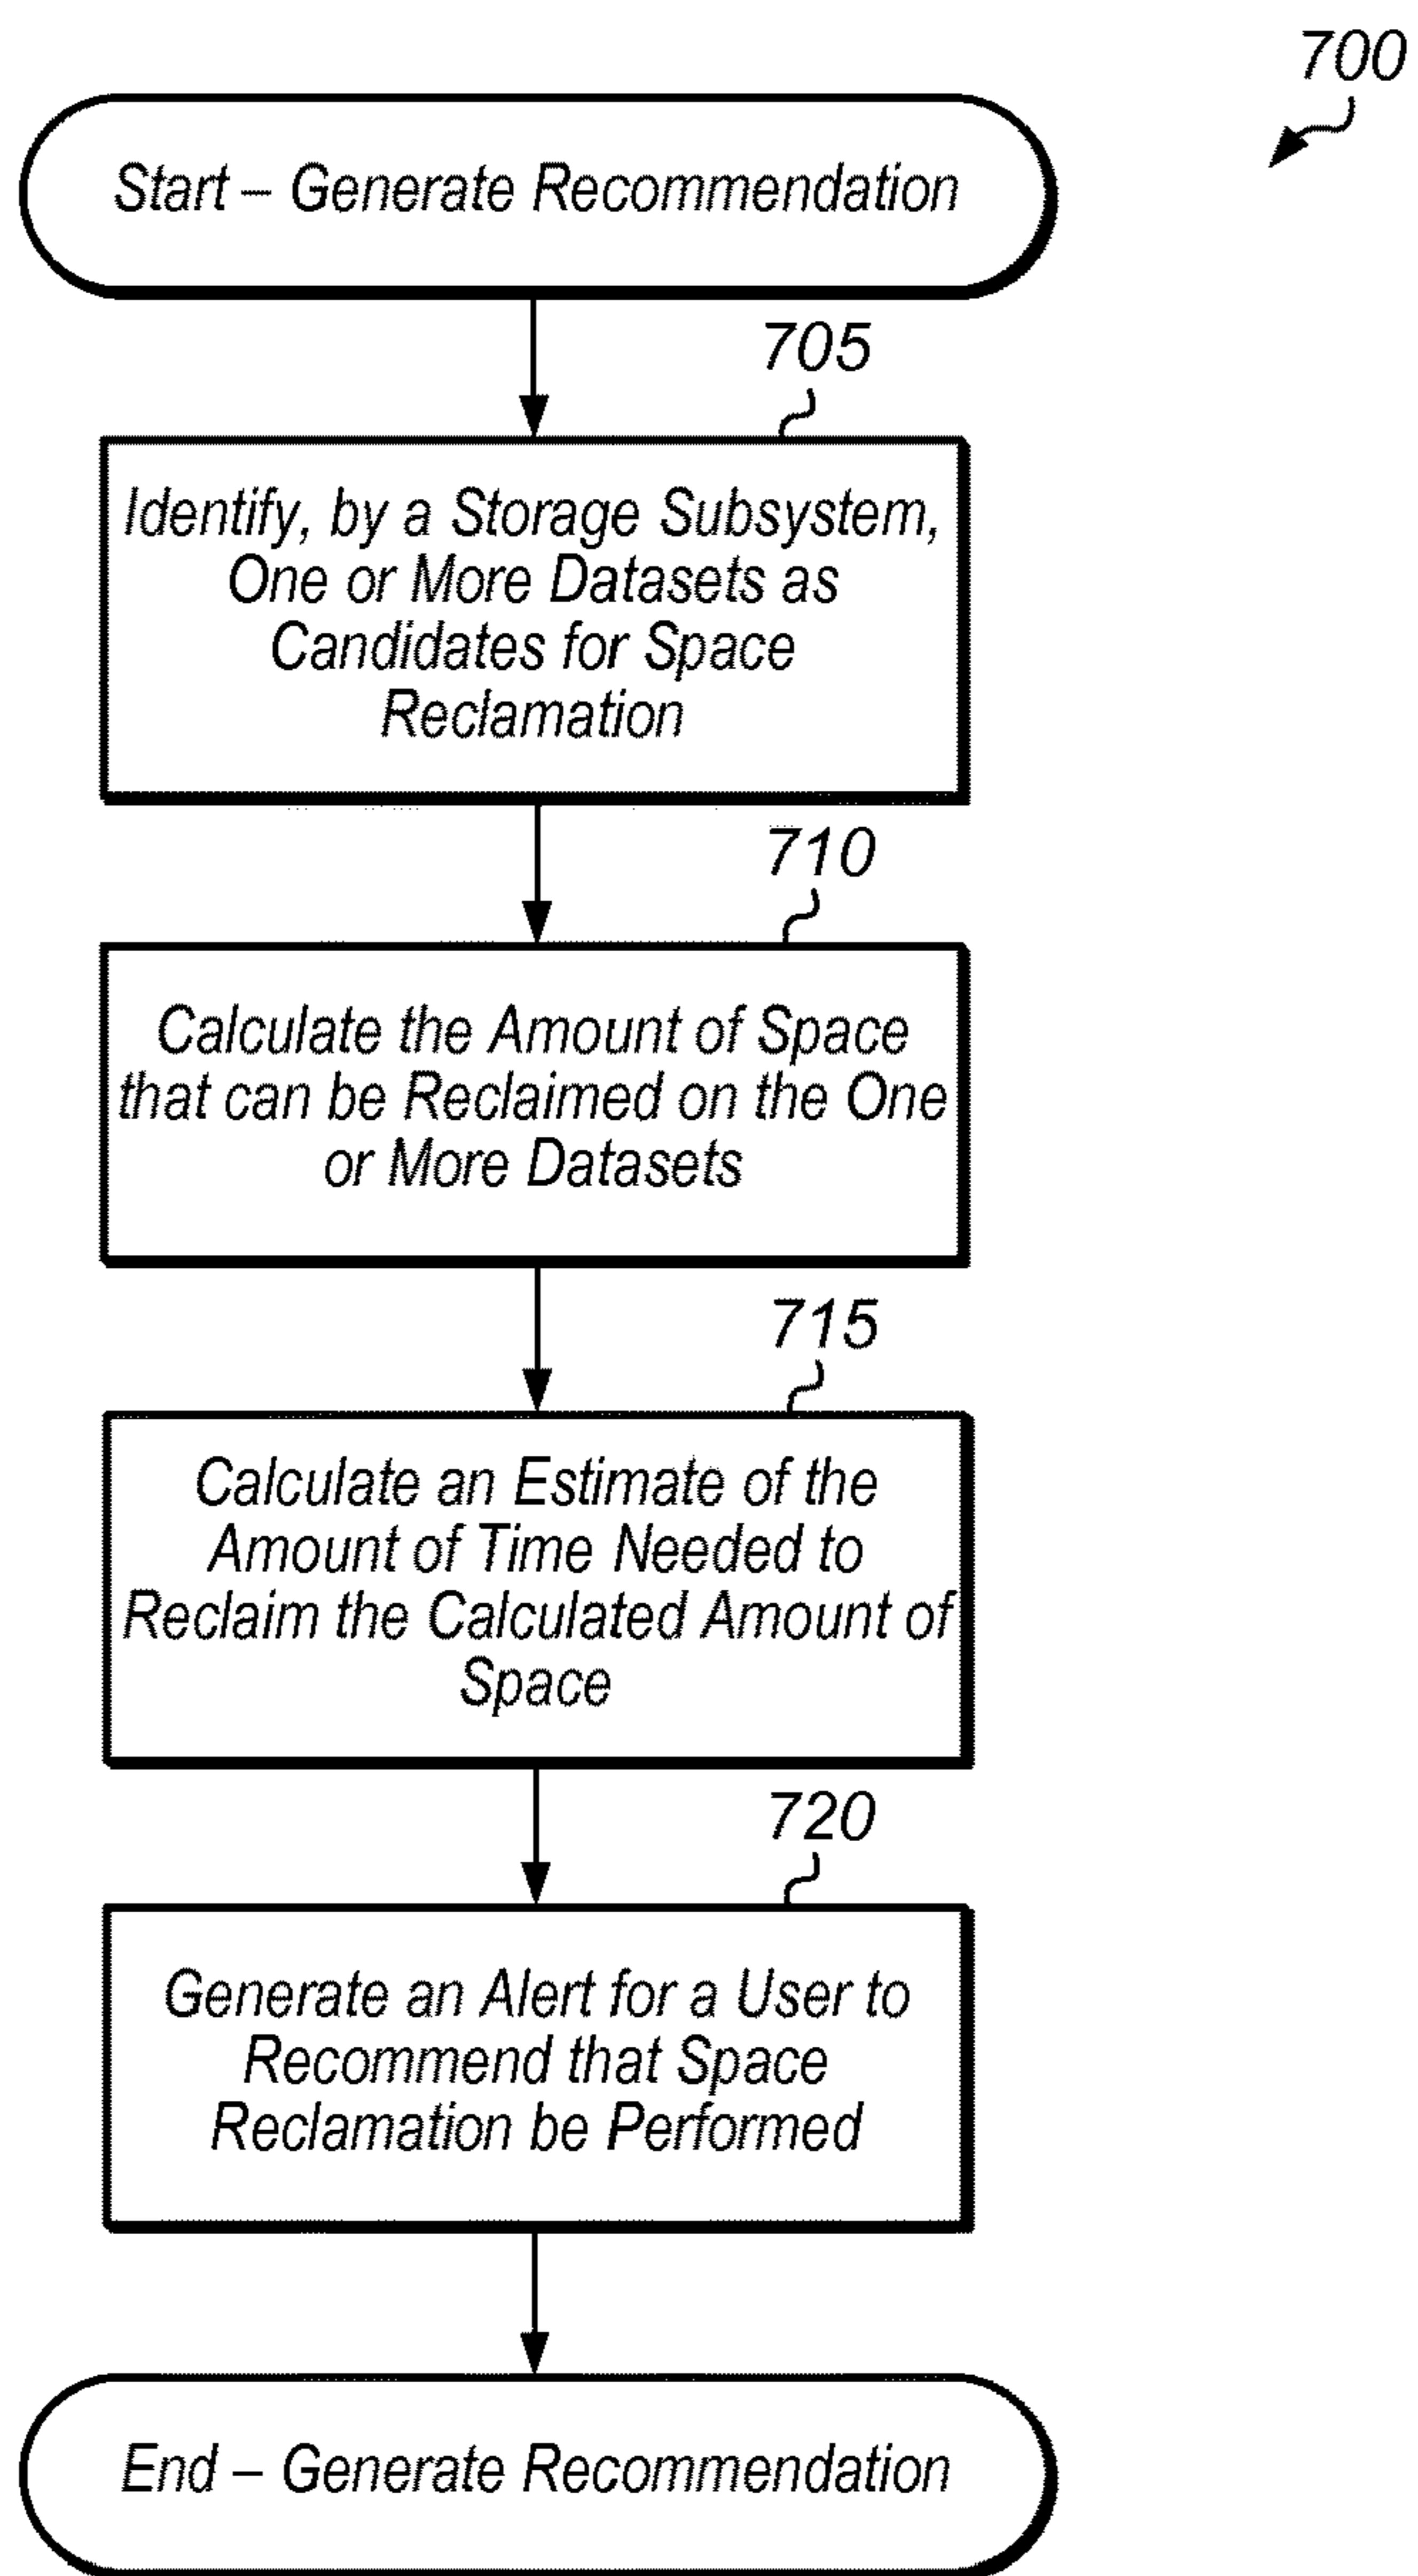 700
Start – Generate Recommendation
705
Identify, by a Storage Subsystem,
One or More Datasets as
Candidates for Space
Reclamation
710
Calculate the Amount of Space
that can be Reclaimed on the One
or More Datasets
715
Calculate an Estimate of the
Amount of Time Needed to
Reclaim the Calculated Amount of
Space
720
Generate an Alert for a User to
Recommend that Space
Reclamation be Performed
End – Generate Recommendation